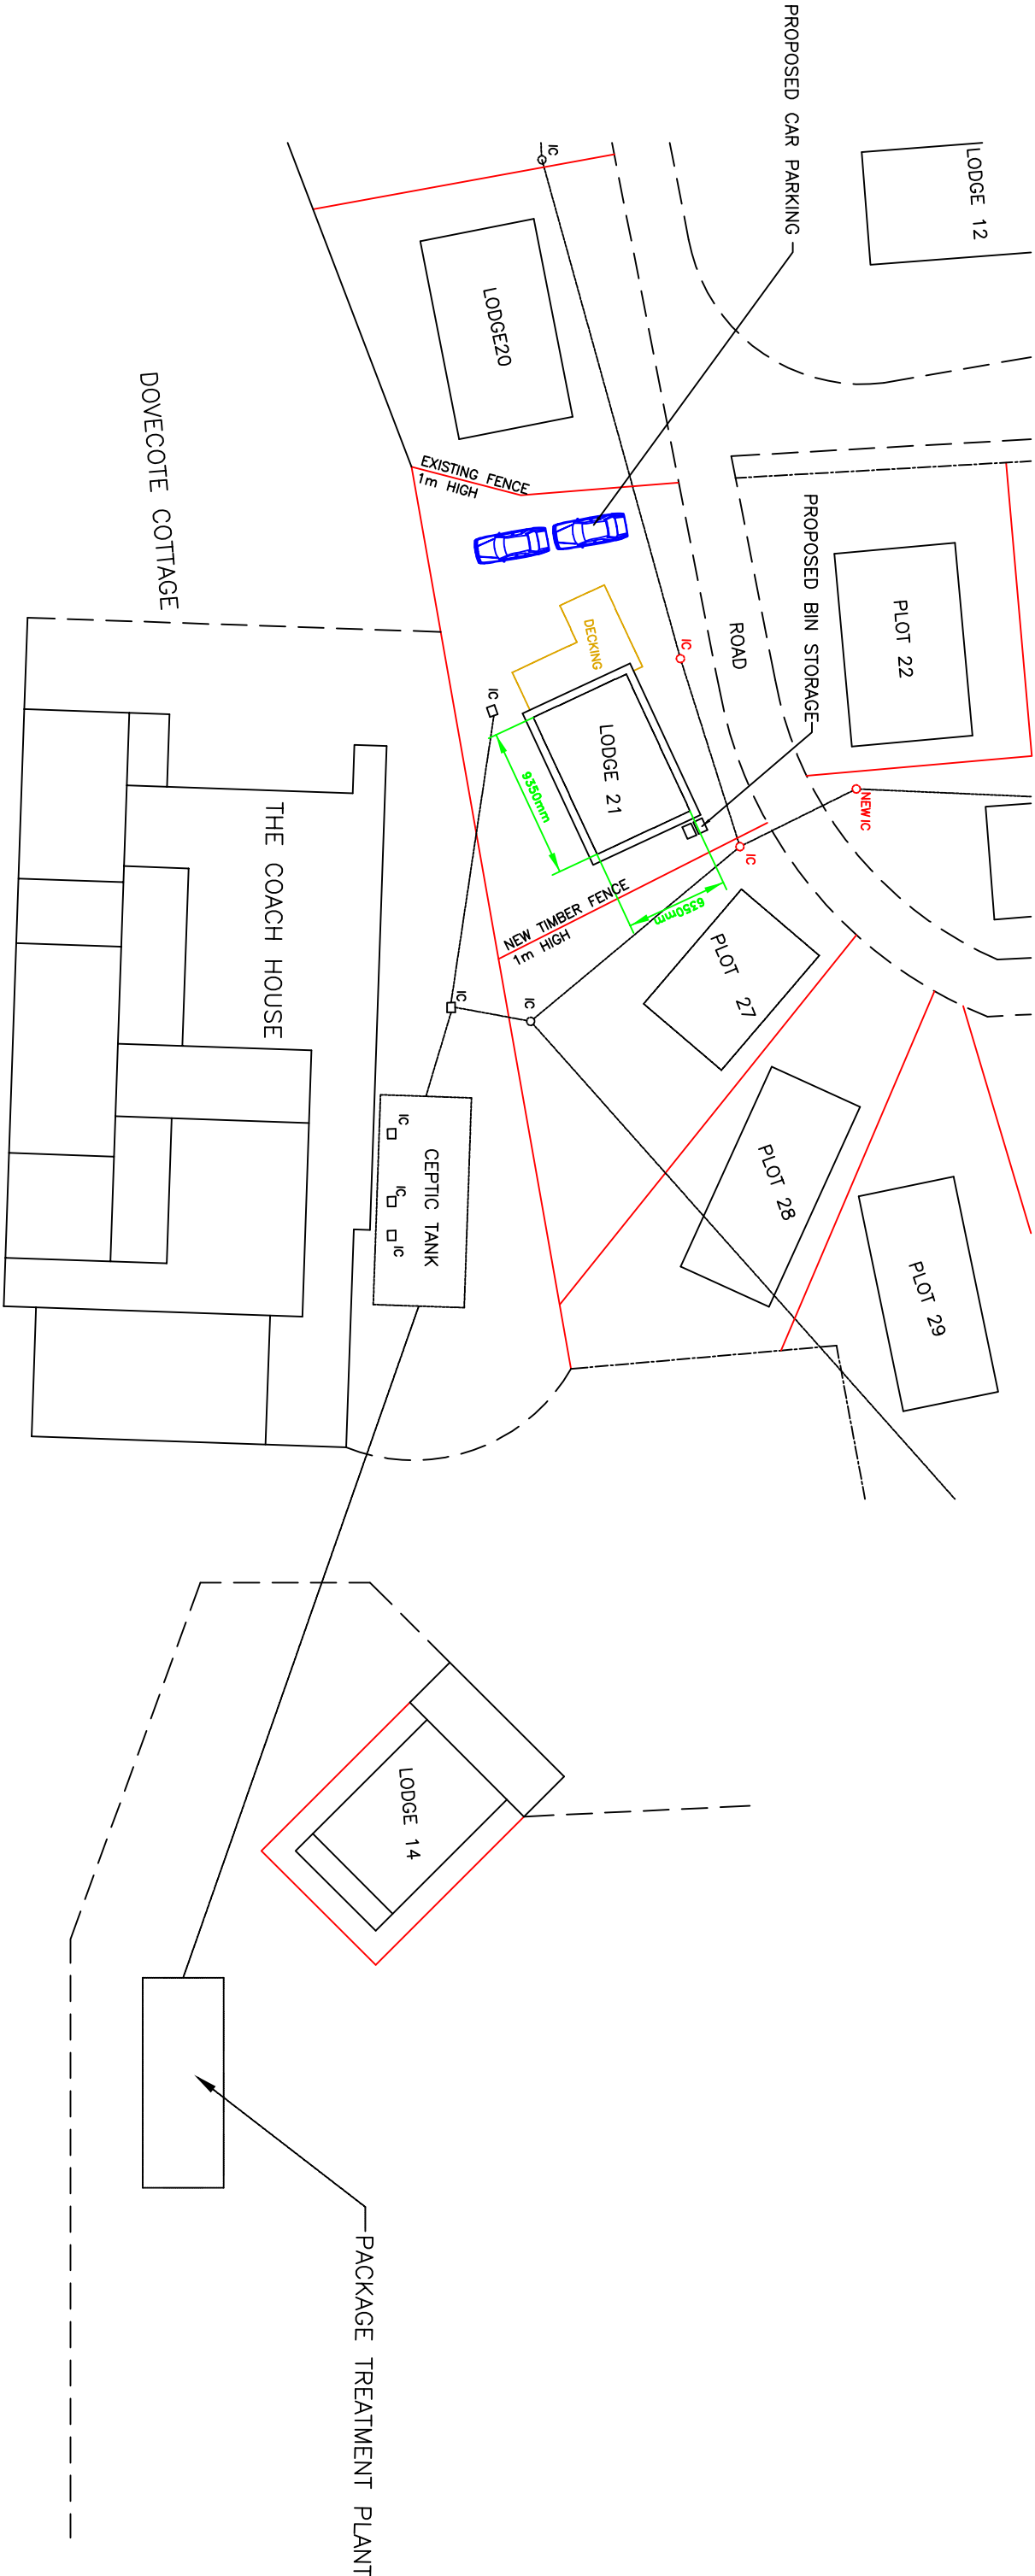 PROPOSED CAR PARKING
LODGE 12
IC
LODGE20
DOVECOTE COTTAGE
EXISTING FENCE
1m HIGH
PROPOSED BIN STORAGE
PLOT 22
ROAD
DECKING
IC
IC
LODGE 21
9350mm
6350mm
NEW IC
IC
NEW TIMBER FENCE
1m HIGH
THE COACH HOUSE
PLOT 27
IC
IC
CEPTIC TANK
IC
IC
IC
PLOT 28
PLOT 29
LODGE 14
PACKAGE TREATMENT PLANT